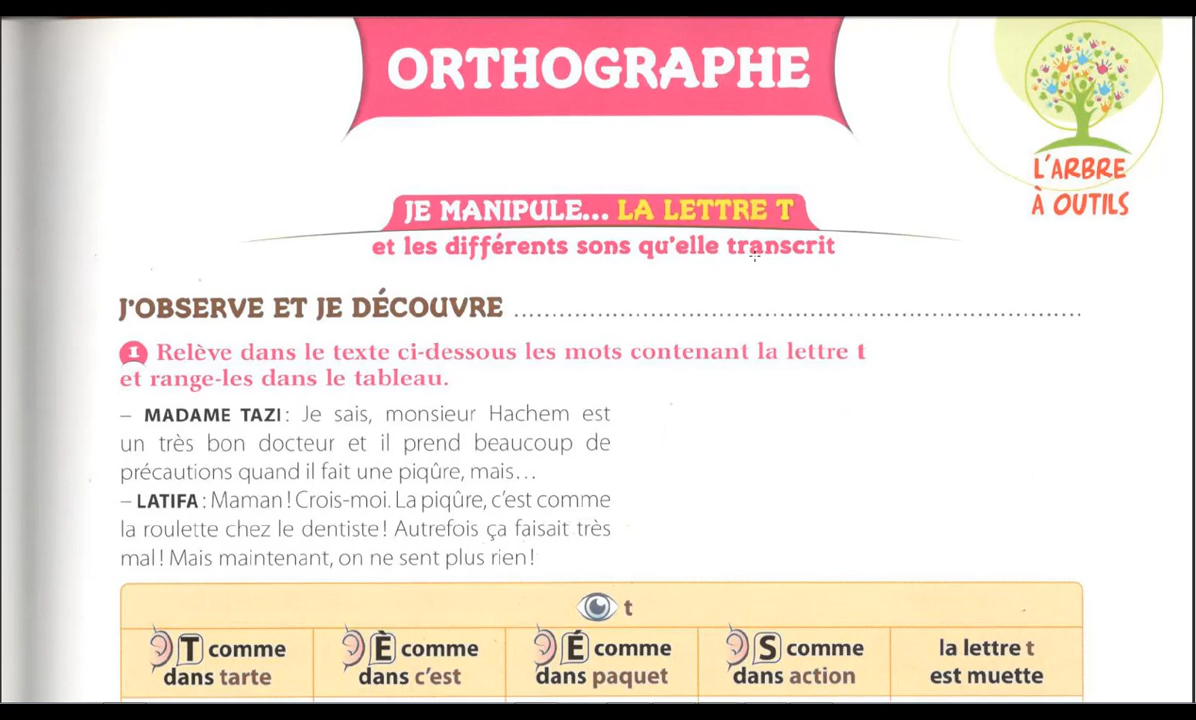 ORTHOGRAPHE
L'ARBRE
À OUTILS
JE MANIPULE... LA LETTRE T
et les différents sons qu'elle transcrit
J'OBSERVE ET JE DÉCOUVRE
1 Relève dans le texte ci-dessous les mots contenant la lettre t
et range-les dans le tableau.
– MADAME TAZI : Je sais, monsieur Hachem est
un très bon docteur et il prend beaucoup de
précautions quand il fait une piqûre, mais...
– LATIFA : Maman ! Crois-moi. La piqûre, c'est comme
la roulette chez le dentiste ! Autrefois ça faisait très
mal ! Mais maintenant, on ne sent plus rien !
t
T comme
dans tarte
È comme
dans c'est
É comme
dans paquet
S comme
dans action
la lettre t
est muette